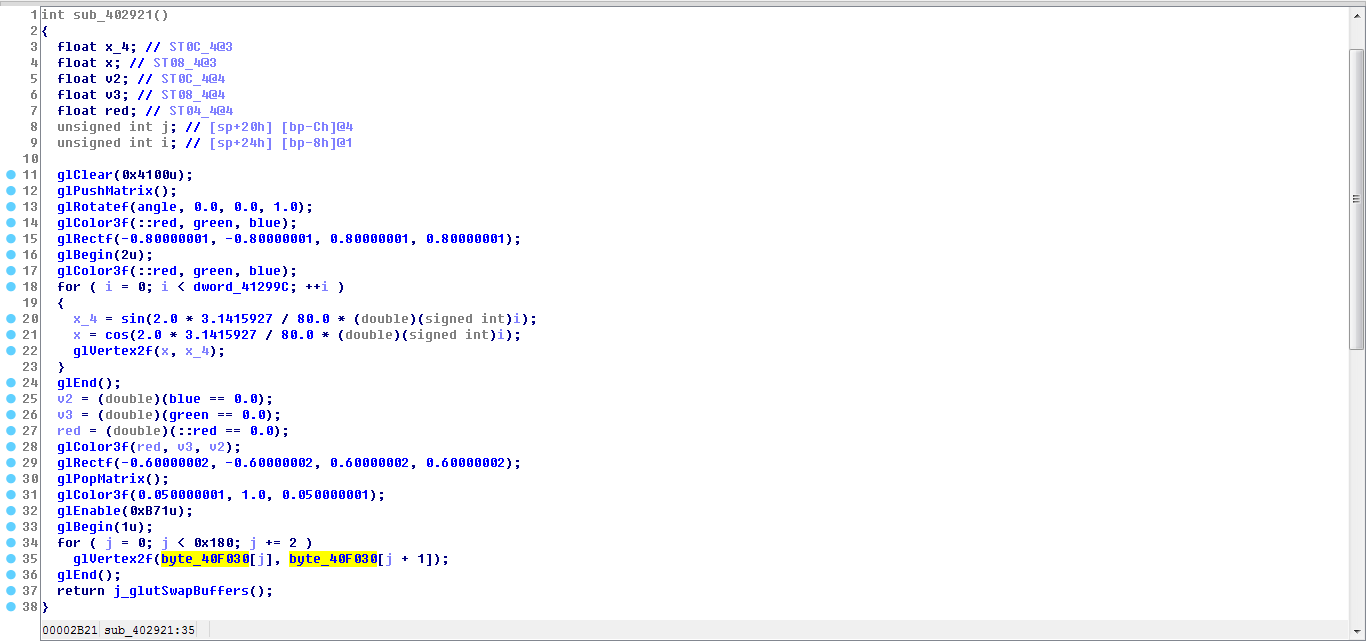 1 int sub_402921()
2 {
3 float x_4; // ST0C_4@3
4 float x; // ST08_4@3
5 float v2; // ST0C_4@4
6 float v3; // ST08_4@4
7 float red; // ST04_4@4
8 unsigned int j; // [sp+20h] [bp-Ch]@4
9 unsigned int i; // [sp+24h] [bp-8h]@1
10
11 glClear(0x4100u);
12 glPushMatrix();
13 glRotatef(angle, 0.0, 0.0, 1.0);
14 glColor3f(::red, green, blue);
15 glRectf(-0.80000001, -0.80000001, 0.80000001, 0.80000001);
16 glBegin(2u);
17 glColor3f(::red, green, blue);
18 for ( i = 0; i < dword_41299C; ++i )
19 {
20 x_4 = sin(2.0 * 3.1415927 / 80.0 * (double)(signed int)i);
21 x = cos(2.0 * 3.1415927 / 80.0 * (double)(signed int)i);
22 glVertex2f(x, x_4);
23 }
24 glEnd();
25 v2 = (double)(blue == 0.0);
26 v3 = (double)(green == 0.0);
27 red = (double)(::red == 0.0);
28 glColor3f(red, v3, v2);
29 glRectf(-0.60000002, -0.60000002, 0.60000002, 0.60000002);
30 glPopMatrix();
31 glColor3f(0.050000001, 1.0, 0.050000001);
32 glEnable(0xB71u);
33 glBegin(1u);
34 for ( j = 0; j < 0x180; j += 2 )
35 glVertex2f(byte_40F030[j], byte_40F030[j + 1]);
36 glEnd();
37 return j_glutSwapBuffers();
38 }
00002B21 sub_402921:35